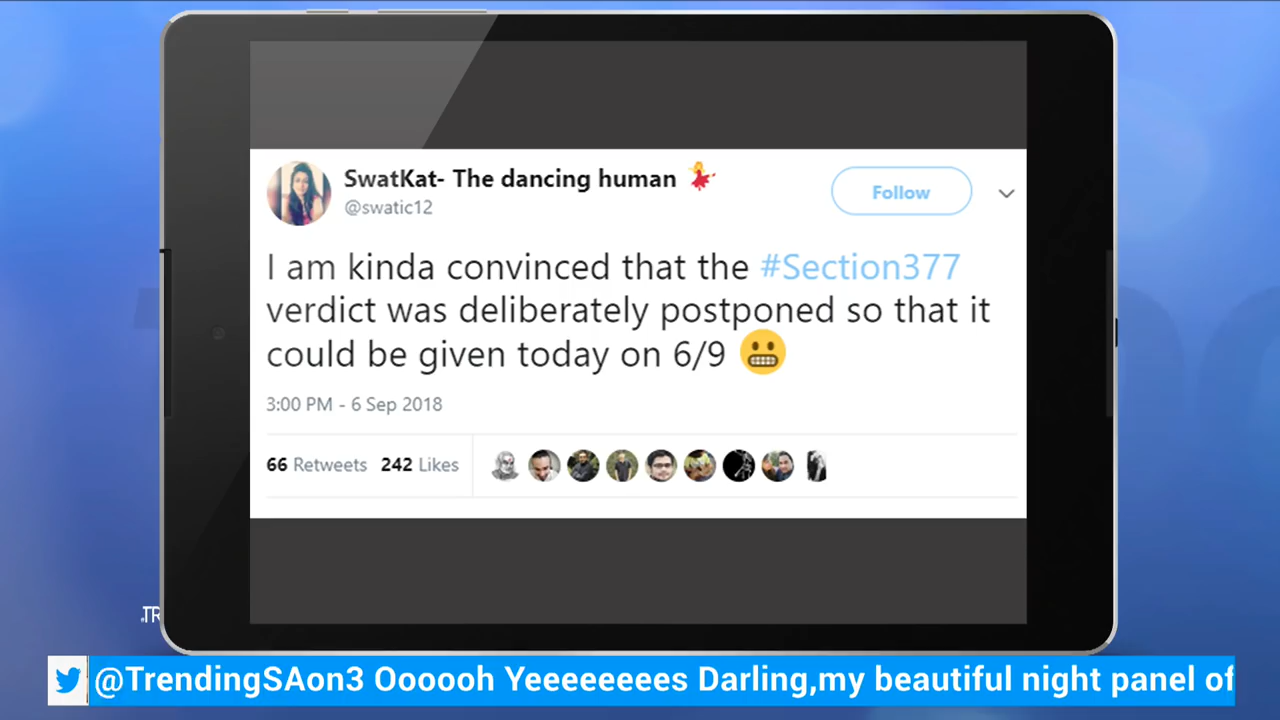 SwatKat- The dancing human
@swatic12
Follow
I am kinda convinced that the #Section377
verdict was deliberately postponed so that it
could be given today on 6/9
3:00 PM - 6 Sep 2018
66 Retweets 242 Likes
.TR
@TrendingSAon3 Oooooh Yeeeeeeees Darling,my beautiful night panel of